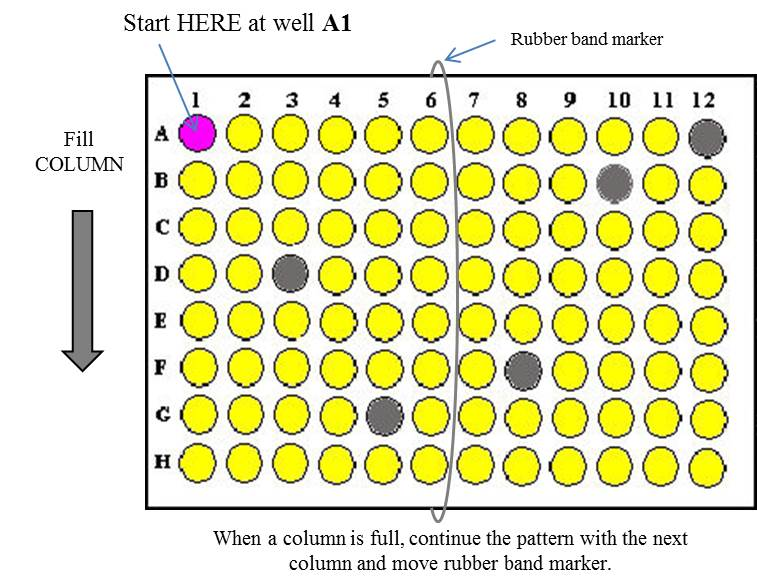 Start HERE at well A1
Rubber band marker
1 2 3 4 5 6 7 8 9 10 11 12
Fill
COLUMN
A
B
C
D
E
F
G
H
When a column is full, continue the pattern with the next
column and move rubber band marker.